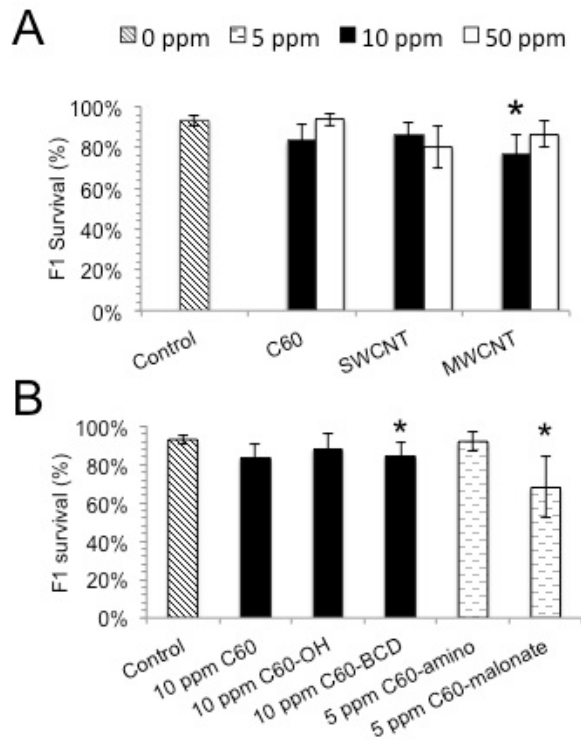 A
0 ppm 5 ppm 10 ppm 50 ppm
F1 Survival (%)
100%
80%
60%
40%
20%
0%
*
Control
C60
SWCNT
MWCNT
B
F1 survival (%)
100%
80%
60%
40%
20%
0%
*
*
Control
10 ppm C60
10 ppm C60-OH
10 ppm C60-BCD
5 ppm C60-amino
5 ppm C60-malonate